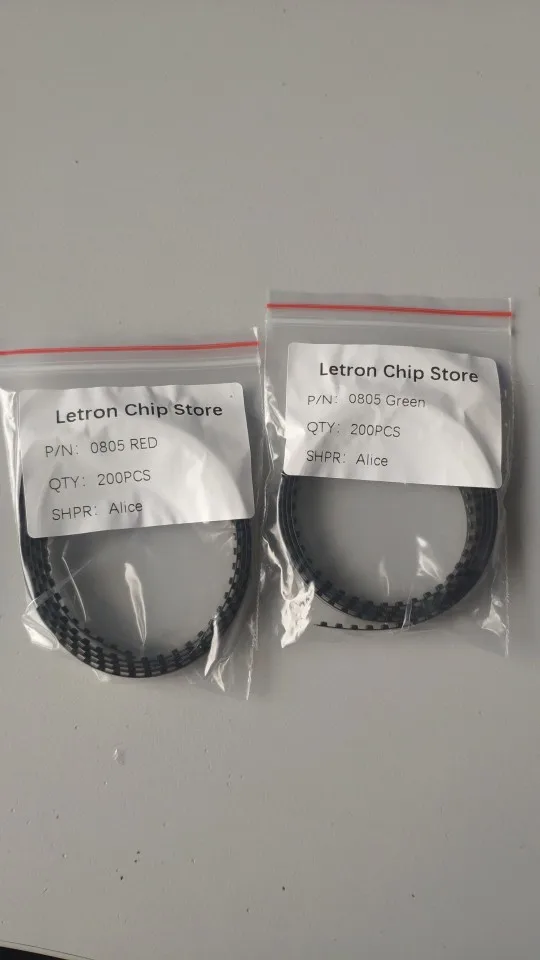 Letron Chip Store
P/N: 0805 RED
QTY: 200PCS
SHPR: Alice
Letron Chip Store
P/N: 0805 Green
QTY: 200PCS
SHPR: Alice